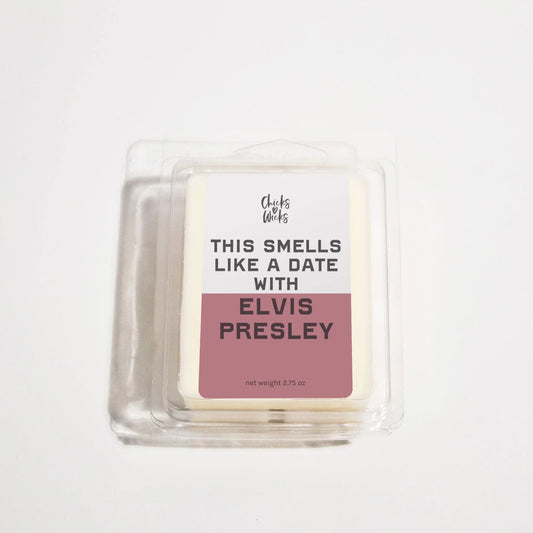 Chicks
Wicks
THIS SMELLS
LIKE A DATE
WITH
ELVIS
PRESLEY
net weight 2.75 oz